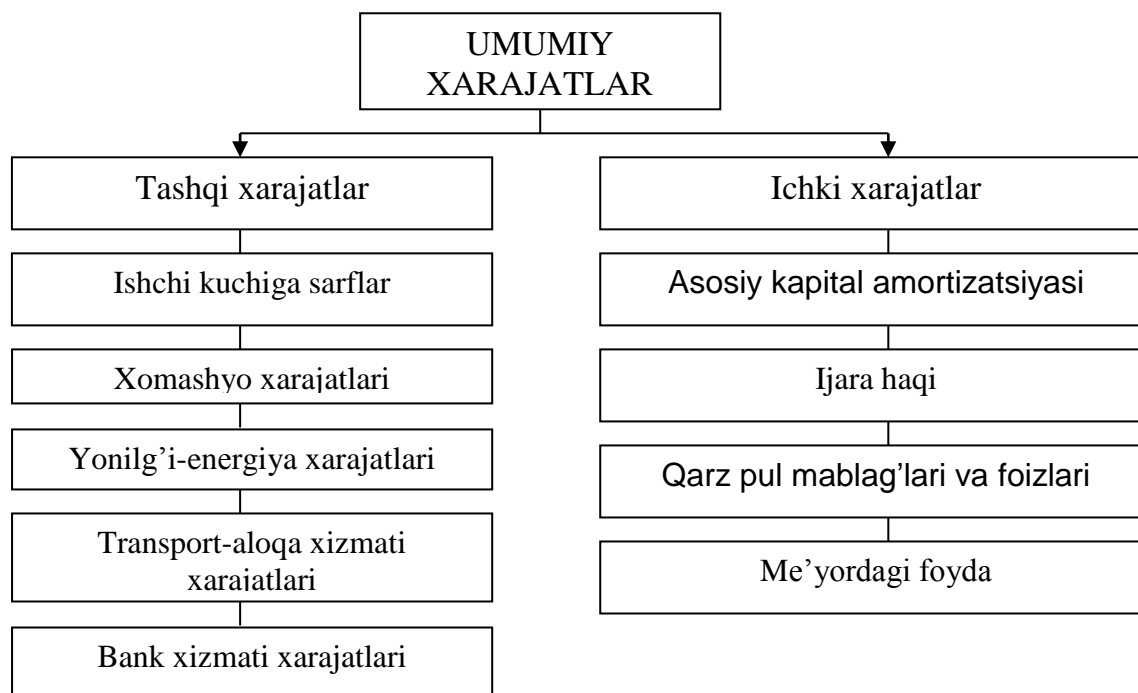 UMUMIY
XARAJATLAR
Tashqi xarajatlar
Ishchi kuchiga sarflar
Xomashyo xarajatlari
Yonilg’i-energiya xarajatlari
Transport-aloqa xizmati
xarajatlari
Bank xizmati xarajatlari
Ichki xarajatlar
Asosiy kapital amortizatsiyasi
Ijara haqi
Qarz pul mablag’lari va foizlari
Me’yordagi foyda